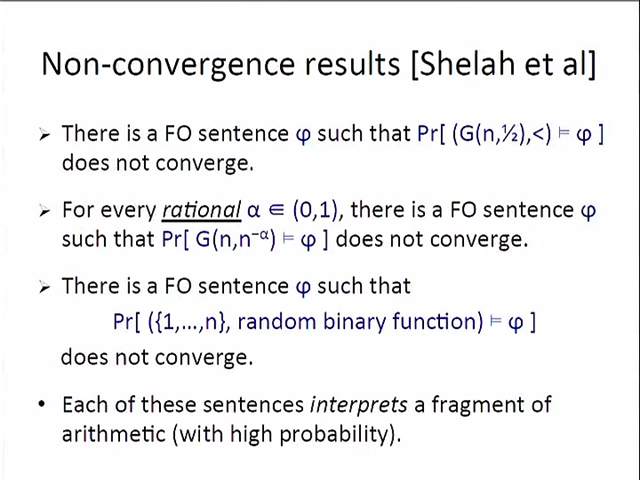 Non-convergence results [Shelah et al]
➢ There is a FO sentence φ such that Pr[ (G(n,½),<) ⊨ φ ]
does not converge.
➢ For every rational α ∈ (0,1), there is a FO sentence φ
such that Pr[ G(n,n⁻ᵅ) ⊨ φ ] does not converge.
➢ There is a FO sentence φ such that
Pr[ ({1,...,n}, random binary function) ⊨ φ ]
does not converge.
• Each of these sentences interprets a fragment of
arithmetic (with high probability).